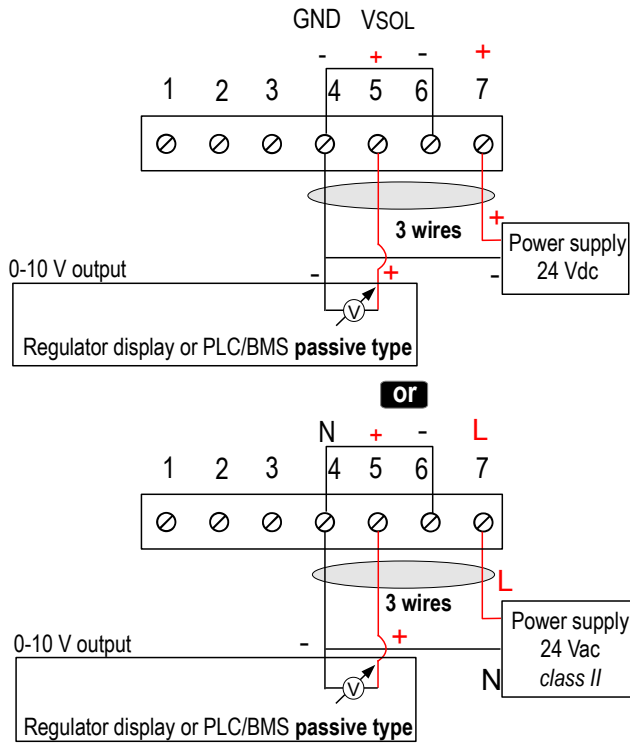 GND VSOL
- + - +
1 2 3 4 5 6 7
3 wires
+
Power supply
24 Vdc
-
0-10 V output
- +
V
Regulator display or PLC/BMS passive type
or
N + - L
1 2 3 4 5 6 7
L
3 wires
Power supply
24 Vac
class II
N
0-10 V output
- +
V
Regulator display or PLC/BMS passive type